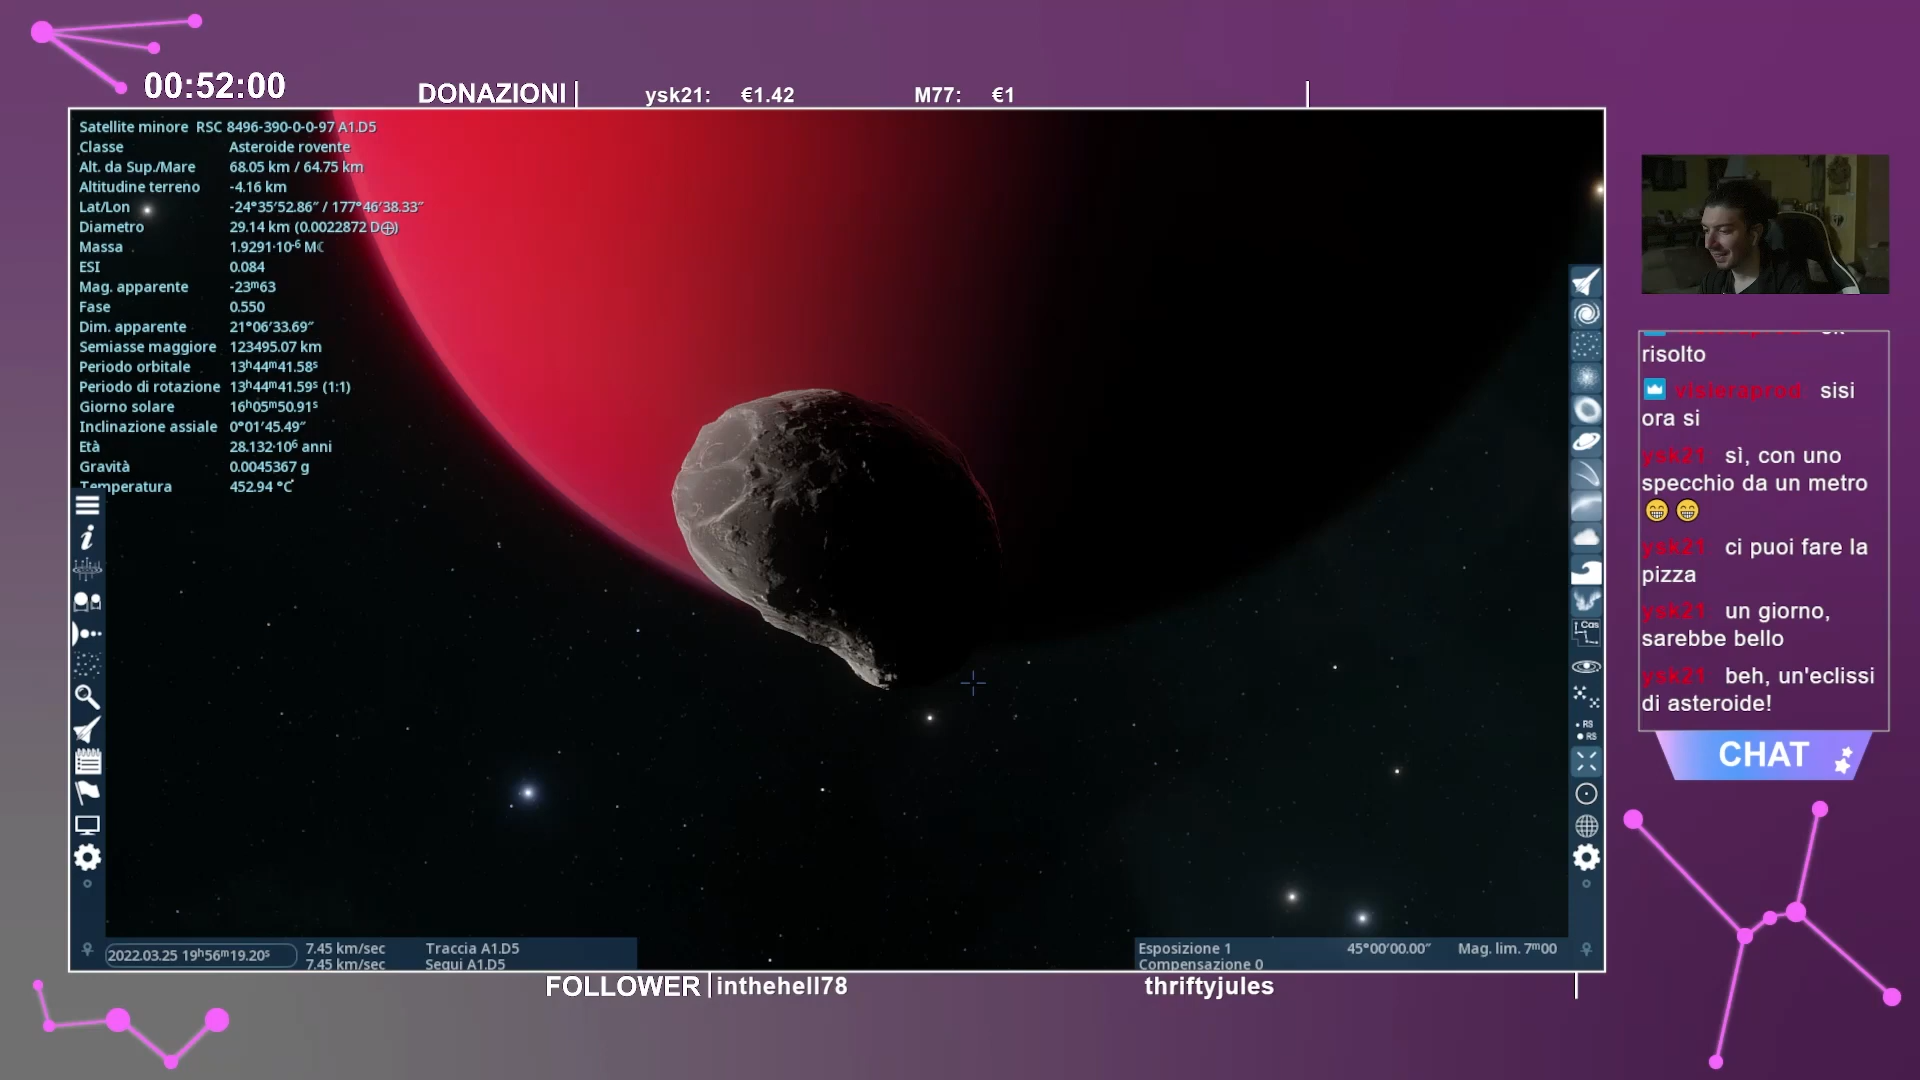 00:52:00
DONAZIONI
ysk21: €1.42
M77: €1
Satellite minore RSC 8496-390-0-0-97 A1.D5
Classe Asteroide rovente
Alt. da Sup./Mare 68.05 km / 64.75 km
Altitudine terreno -4.16 km
Lat/Lon -24°35′52.86″ / 177°46′38.33″
Diametro 29.14 km (0.0022872 D⊕)
Massa 1.9291·10⁻⁶ M☾
ESI 0.084
Mag. apparente -23ᵐ63
Fase 0.550
Dim. apparente 21°06′33.69″
Semiasse maggiore 123495.07 km
Periodo orbitale 13ʰ44ᵐ41.58ˢ
Periodo di rotazione 13ʰ44ᵐ41.59ˢ (1:1)
Giorno solare 16ʰ05ᵐ50.91ˢ
Inclinazione assiale 0°01′45.49″
Età 28.132·10⁶ anni
Gravità 0.0045367 g
Temperatura 452.94 °C
Cas
RS
RS
2022.03.25 19ʰ56ᵐ19.20ˢ
7.45 km/sec Traccia A1.D5
7.45 km/sec Segui A1.D5
Esposizione 1 45°00′00.00″ Mag. lim. 7ᵐ00
Compensazione 0
risolto
visieraprod: sisi
ora si
ysk21: sì, con uno
specchio da un metro
ysk21: ci puoi fare la
pizza
ysk21: un giorno,
sarebbe bello
ysk21: beh, un'eclissi
di asteroide!
CHAT
FOLLOWER
inthehell78
thriftyjules